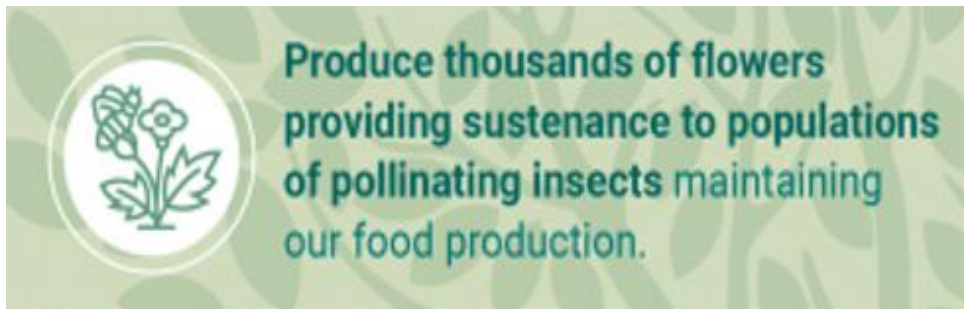 Produce thousands of flowers
providing sustenance to populations
of pollinating insects maintaining
our food production.